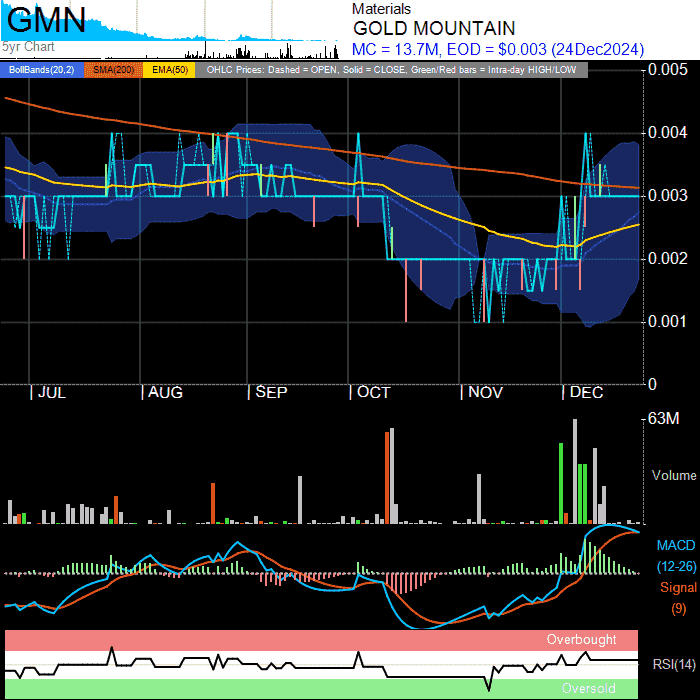 GMN
5yr Chart
Materials
GOLD MOUNTAIN
MC = 13.7M, EOD = $0.003 (24Dec2024)
BollBands(20,2) SMA(200) EMA(50) OHLC Prices: Dashed = OPEN, Solid = CLOSE, Green/Red bars = Intra-day HIGH/LOW
0.005
0.004
0.003
0.002
0.001
0
JUL AUG SEP OCT NOV DEC
63M
Volume
MACD
(12-26)
Signal
(9)
Overbought
RSI(14)
Oversold